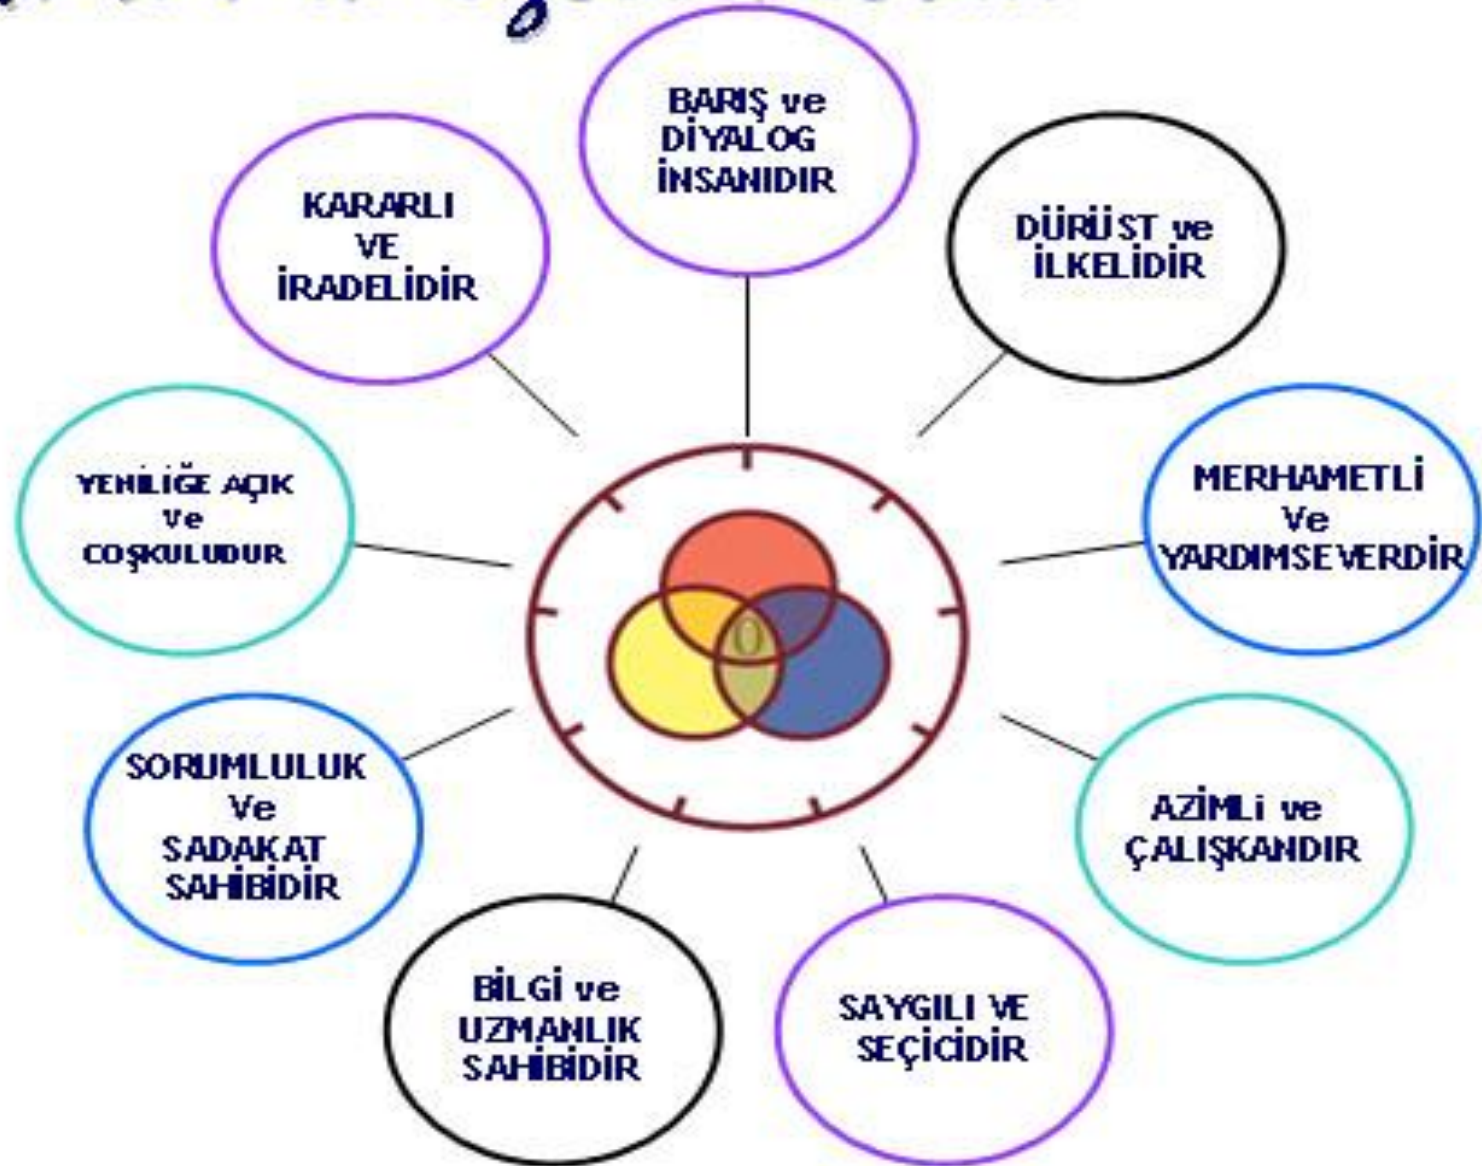 BARIŞ ve
DİYALOG
İNSANIDIR
DÜRÜST ve
İLKELİDİR
MERHAMETLİ
Ve
YARDIMSEVERDİR
AZİMLi ve
ÇALIŞKANDIR
SAYGILI VE
SEÇİCİDİR
BİLGİ ve
UZMANLIK
SAHİBİDİR
SORUMLULUK
Ve
SADAKAT
SAHİBİDİR
YENİLİĞE AÇIK
Ve
COŞKULUDUR
KARARLI
VE
İRADELİDİR
0